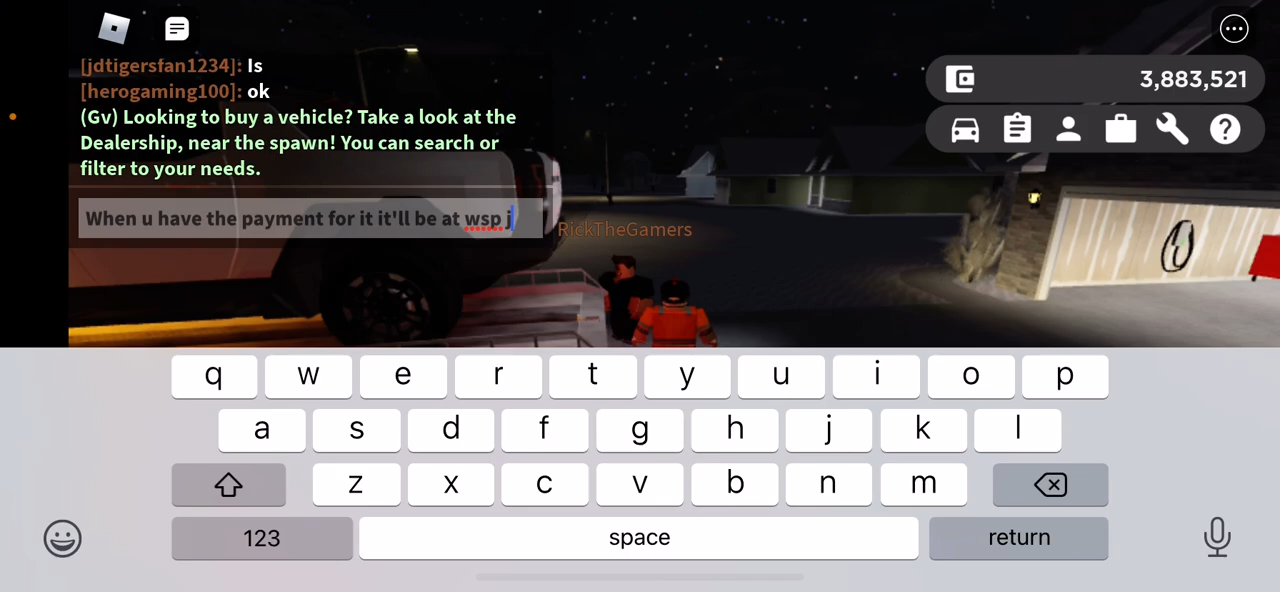 [jdtigersfan1234]: Is
[herogaming100]: ok
(Gv) Looking to buy a vehicle? Take a look at the
Dealership, near the spawn! You can search or
filter to your needs.
When u have the payment for it it'll be at wsp j
RickTheGamers
3,883,521
q w e r t y u i o p
a s d f g h j k l
z x c v b n m
123 space return